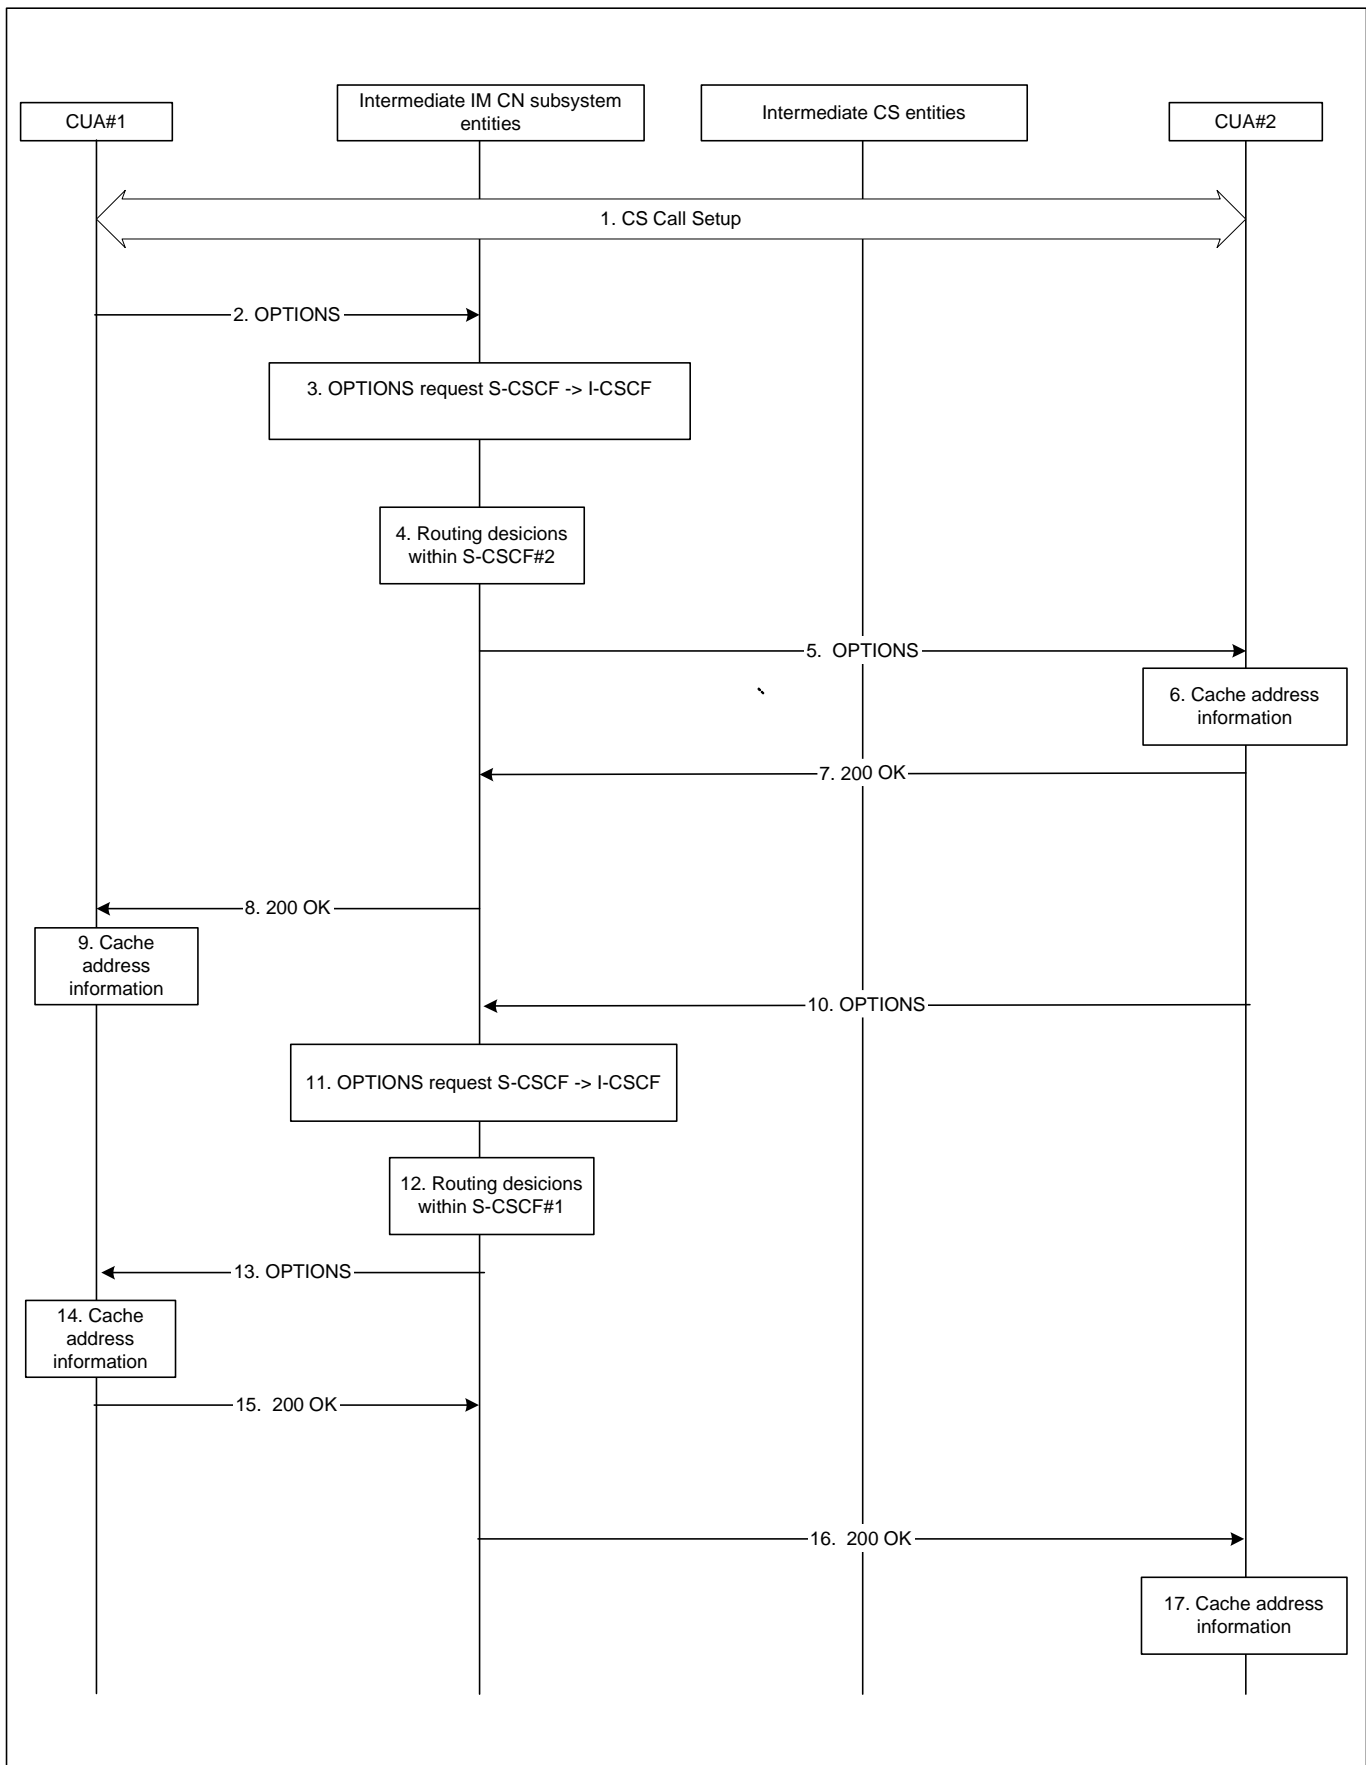 CUA#1
Intermediate IM CN subsystem
entities
Intermediate CS entities
CUA#2
1. CS Call Setup
2. OPTIONS
3. OPTIONS request S-CSCF -> I-CSCF
4. Routing desicions
within S-CSCF#2
5.  OPTIONS
6. Cache address
information
7. 200 OK
8. 200 OK
9. Cache
address
information
10. OPTIONS
11. OPTIONS request S-CSCF -> I-CSCF
12. Routing desicions
within S-CSCF#1
13. OPTIONS
14. Cache
address
information
15.  200 OK
16.  200 OK
17. Cache address
information